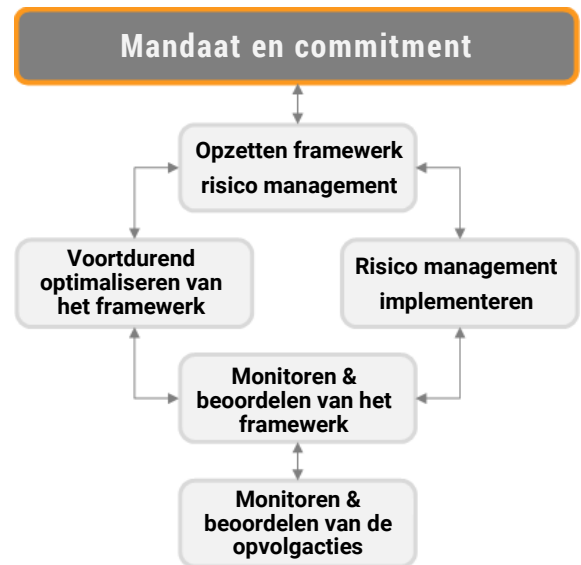 Mandaat en commitment
Opzetten framewerk
risico management
Voortdurend
optimaliseren van
het framewerk
Risico management
implementeren
Monitoren &
beoordelen van het
framewerk
Monitoren &
beoordelen van de
opvolgacties